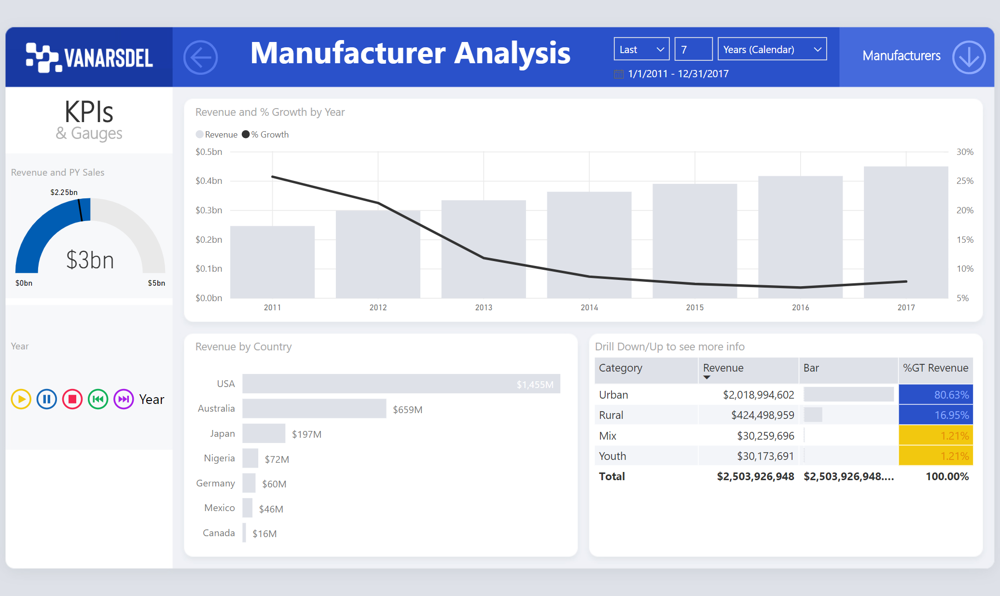 VANARSDEL
Manufacturer Analysis
Last
7
Years (Calendar)
1/1/2011 - 12/31/2017
Manufacturers
KPIs
& Gauges
Revenue and PY Sales
$2.25bn
$3bn
$0bn
$5bn
Year
Year
Revenue and % Growth by Year
Revenue
% Growth
$0.5bn
$0.4bn
$0.3bn
$0.2bn
$0.1bn
$0.0bn
30%
25%
20%
15%
10%
5%
2011 2012 2013 2014 2015 2016 2017
Revenue by Country
USA $1,455M
Australia $659M
Japan $197M
Nigeria $72M
Germany $60M
Mexico $46M
Canada $16M
Drill Down/Up to see more info
Category Revenue Bar %GT Revenue
Urban $2,018,994,602 80.63%
Rural $424,498,959 16.95%
Mix $30,259,696 1.21%
Youth $30,173,691 1.21%
Total $2,503,926,948 $2,503,926,948.... 100.00%